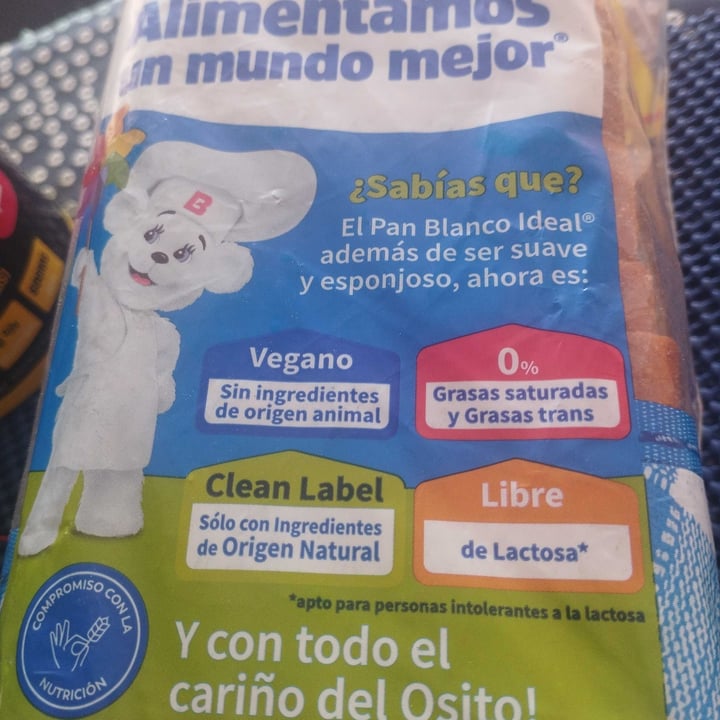 Alimentamos
un mundo mejor®
B
¿Sabías que?
El Pan Blanco Ideal®
además de ser suave
y esponjoso, ahora es:
Vegano
Sin ingredientes
de origen animal
0%
Grasas saturadas
y Grasas trans
Clean Label
Sólo con Ingredientes
de Origen Natural
Libre
de Lactosa*
*apto para personas intolerantes a la lactosa
COMPROMISO CON LA
NUTRICIÓN
Y con todo el
cariño del Osito!